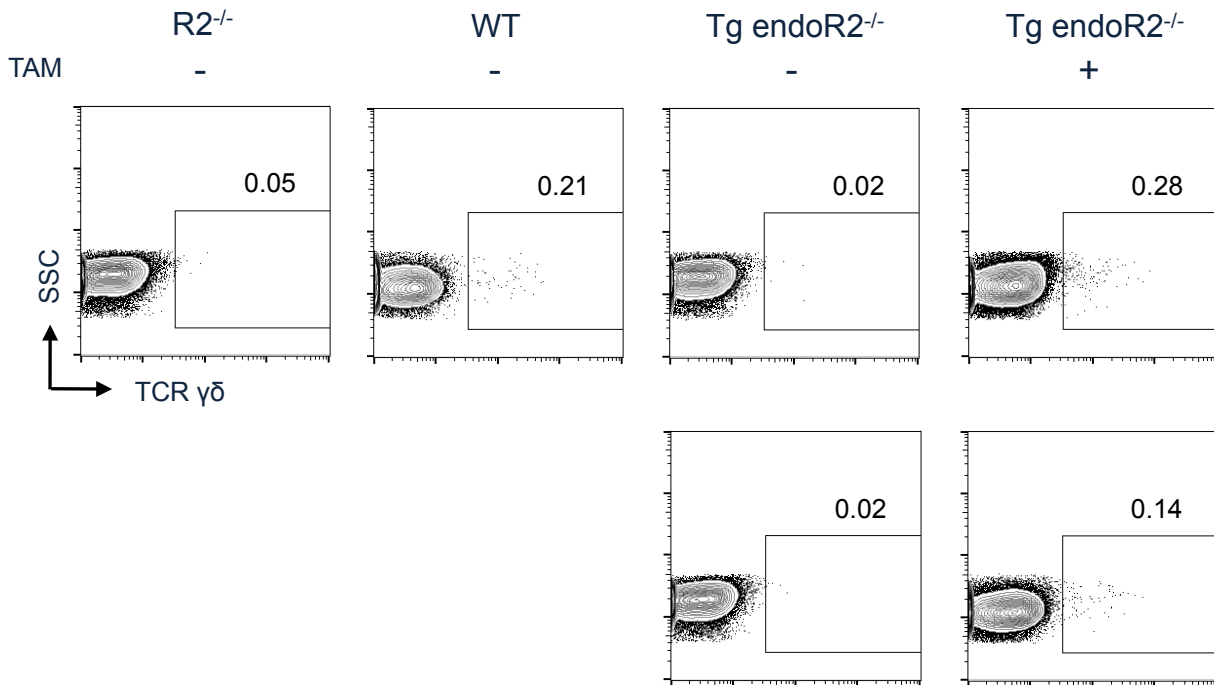 R2-/- WT Tg endoR2-/- Tg endoR2-/-
TAM - - - +
0.05 0.21 0.02 0.28
SSC
TCR γδ
0.02 0.14